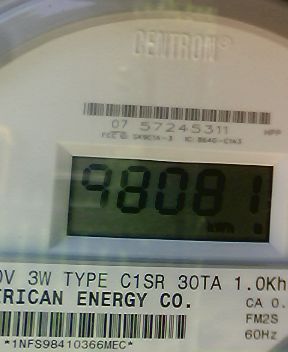 CENTRON®
07 57245311
98081
kWh
0V 3W TYPE C1SR 30TA 1.0Kh
ERICAN ENERGY CO.
CA 0.
FM2S
60Hz
*1NFS98410366MEC*